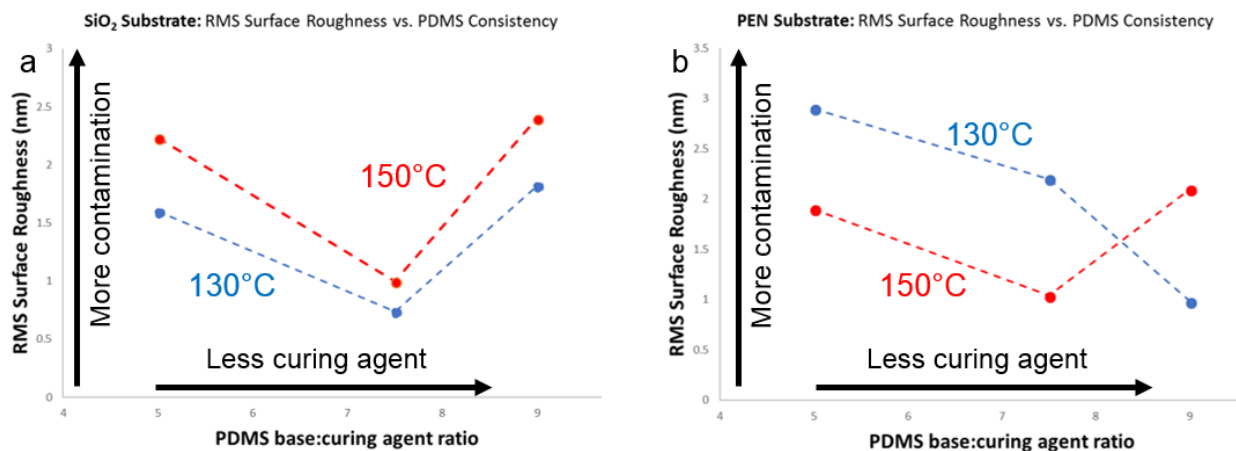 SiO₂ Substrate: RMS Surface Roughness vs. PDMS Consistency
a
RMS Surface Roughness (nm)
3
2.5
2
1.5
1
0.5
0
More contamination
150°C
130°C
Less curing agent
4
5
6
7
8
9
PDMS base:curing agent ratio
PEN Substrate: RMS Surface Roughness vs. PDMS Consistency
b
RMS Surface Roughness (nm)
3.5
3
2.5
2
1.5
1
0.5
0
More contamination
130°C
150°C
Less curing agent
4
5
6
7
8
9
PDMS base:curing agent ratio